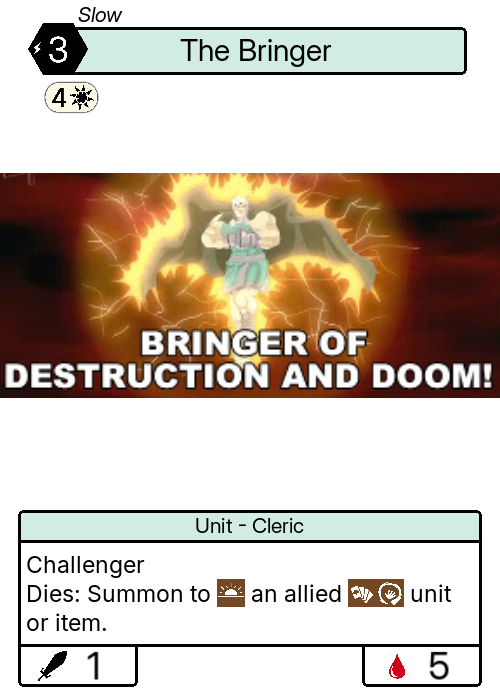 Slow
3 The Bringer
4
BRINGER OF
DESTRUCTION AND DOOM!
Unit - Cleric
Challenger
Dies: Summon to an allied unit
or item.
1 5